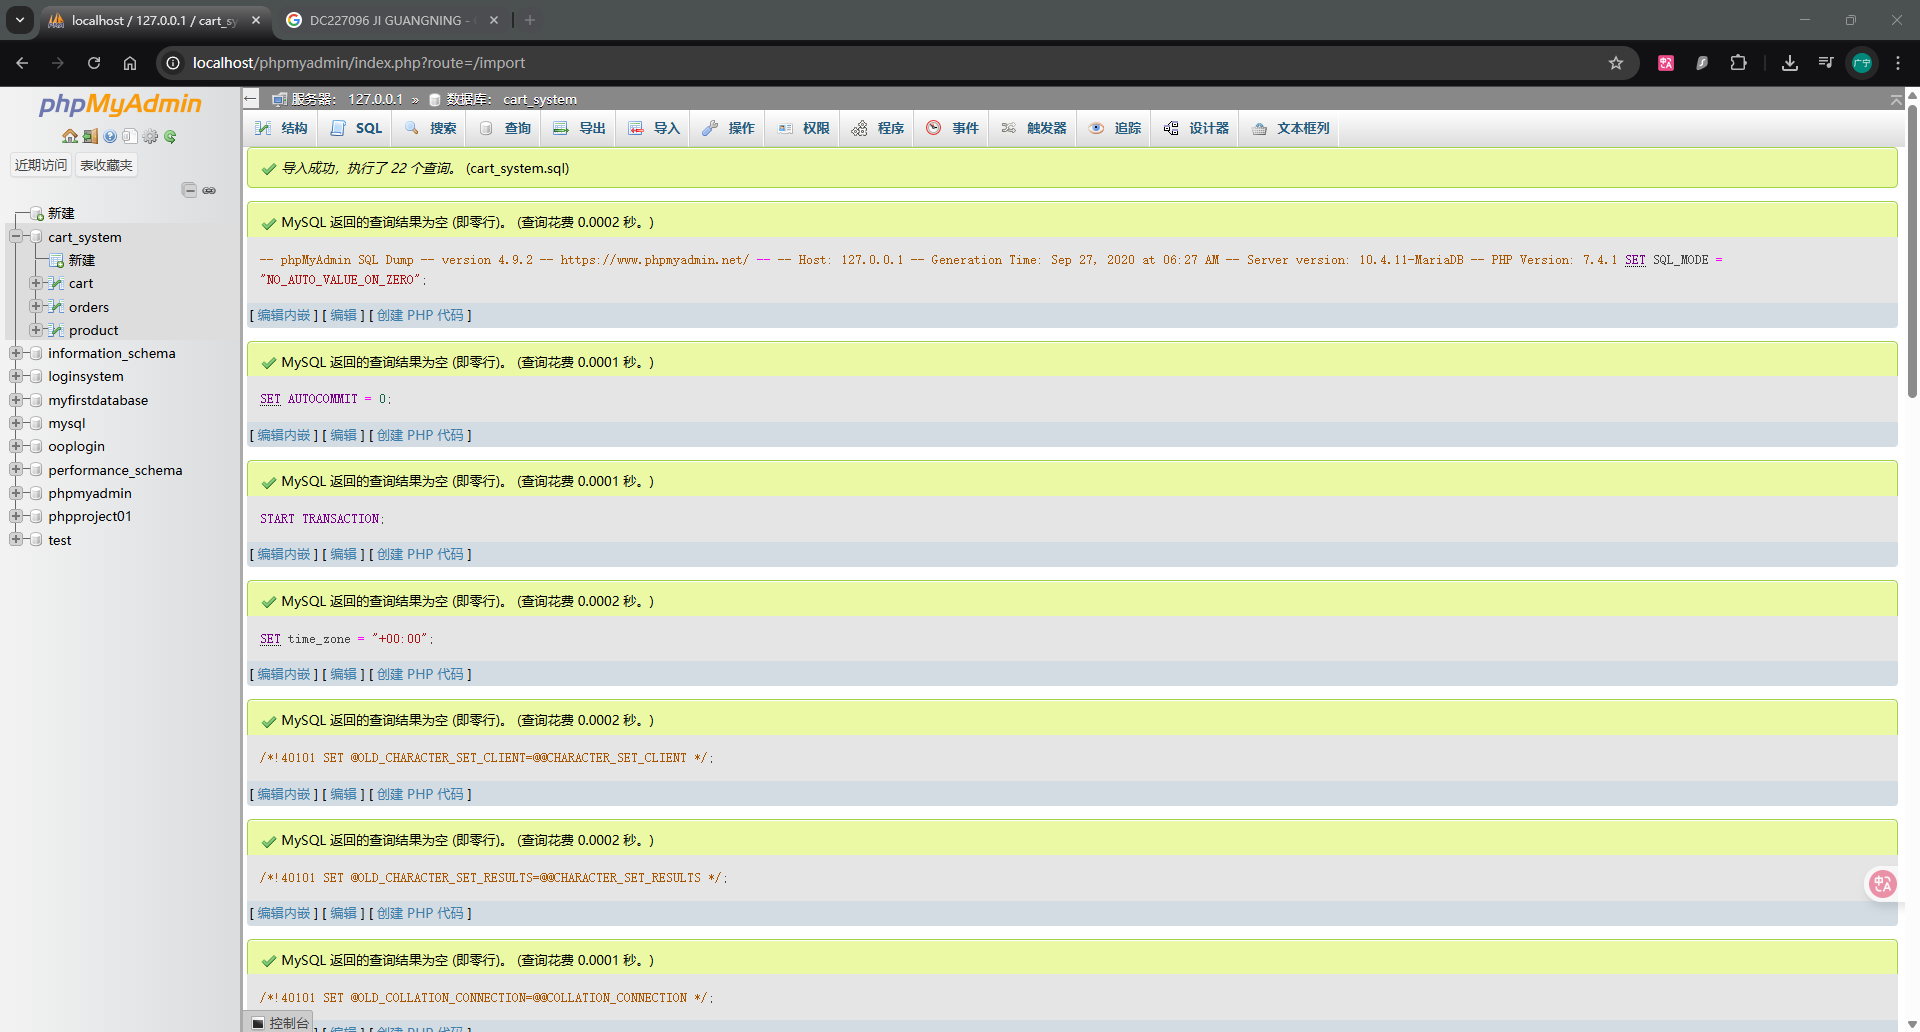 localhost / 127.0.0.1 / cart_sy
DC227096 JI GUANGNING -
localhost/phpmyadmin/index.php?route=/import
广宁
phpMyAdmin
近期访问 表收藏夹
新建
cart_system
新建
cart
orders
product
information_schema
loginsystem
myfirstdatabase
mysql
ooplogin
performance_schema
phpmyadmin
phpproject01
test
服务器: 127.0.0.1 » 数据库: cart_system
结构 SQL 搜索 查询 导出 导入 操作 权限 程序 事件 触发器 追踪 设计器 文本框列
导入成功，执行了 22 个查询。 (cart_system.sql)
MySQL 返回的查询结果为空 (即零行)。 (查询花费 0.0002 秒。)
-- phpMyAdmin SQL Dump -- version 4.9.2 -- https://www.phpmyadmin.net/ -- -- Host: 127.0.0.1 -- Generation Time: Sep 27, 2020 at 06:27 AM -- Server version: 10.4.11-MariaDB -- PHP Version: 7.4.1 SET SQL_MODE =
"NO_AUTO_VALUE_ON_ZERO";
[ 编辑内嵌 ] [ 编辑 ] [ 创建 PHP 代码 ]
MySQL 返回的查询结果为空 (即零行)。 (查询花费 0.0001 秒。)
SET AUTOCOMMIT = 0;
[ 编辑内嵌 ] [ 编辑 ] [ 创建 PHP 代码 ]
MySQL 返回的查询结果为空 (即零行)。 (查询花费 0.0001 秒。)
START TRANSACTION;
[ 编辑内嵌 ] [ 编辑 ] [ 创建 PHP 代码 ]
MySQL 返回的查询结果为空 (即零行)。 (查询花费 0.0002 秒。)
SET time_zone = "+00:00";
[ 编辑内嵌 ] [ 编辑 ] [ 创建 PHP 代码 ]
MySQL 返回的查询结果为空 (即零行)。 (查询花费 0.0002 秒。)
/*!40101 SET @OLD_CHARACTER_SET_CLIENT=@@CHARACTER_SET_CLIENT */;
[ 编辑内嵌 ] [ 编辑 ] [ 创建 PHP 代码 ]
MySQL 返回的查询结果为空 (即零行)。 (查询花费 0.0002 秒。)
/*!40101 SET @OLD_CHARACTER_SET_RESULTS=@@CHARACTER_SET_RESULTS */;
[ 编辑内嵌 ] [ 编辑 ] [ 创建 PHP 代码 ]
MySQL 返回的查询结果为空 (即零行)。 (查询花费 0.0001 秒。)
/*!40101 SET @OLD_COLLATION_CONNECTION=@@COLLATION_CONNECTION */;
控制台 ] [ 编辑 ] [ 创建 PHP 代码 ]